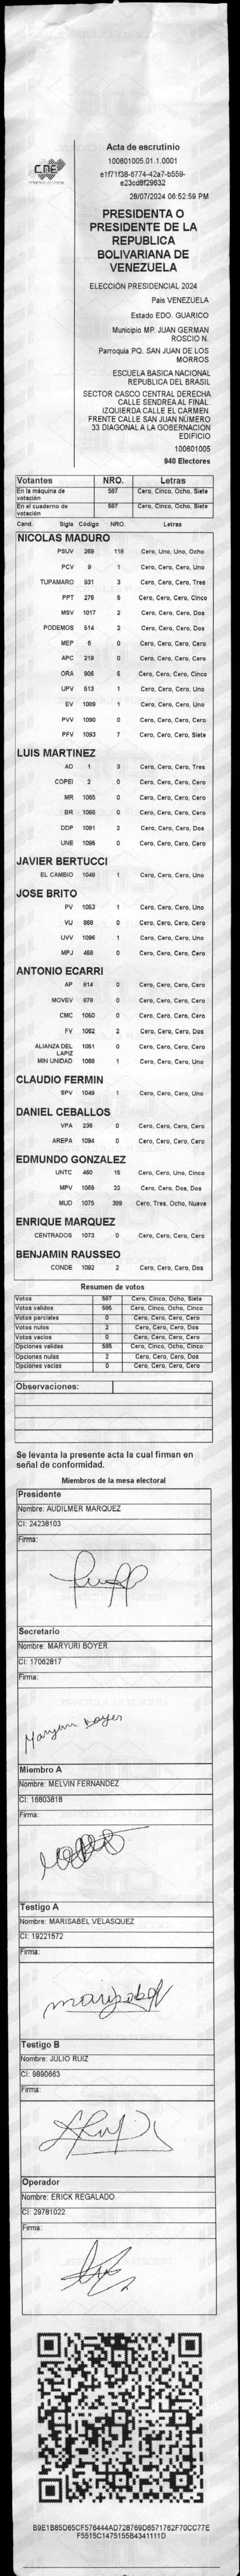 CNE
Acta de escrutinio
100601005.01.1.0001
e1f71f38-6774-42a7-b559-
e23cd8f29632
28/07/2024 06:52:59 PM
PRESIDENTA O
PRESIDENTE DE LA
REPUBLICA
BOLIVARIANA DE
VENEZUELA
ELECCIÓN PRESIDENCIAL 2024
País VENEZUELA
Estado EDO. GUARICO
Municipio MP. JUAN GERMAN
ROSCIO N.
Parroquia PQ. SAN JUAN DE LOS
MORROS
ESCUELA BASICA NACIONAL
REPUBLICA DEL BRASIL
SECTOR CASCO CENTRAL DERECHA
CALLE SENDREA AL FINAL.
IZQUIERDA CALLE EL CARMEN.
FRENTE CALLE SAN JUAN NÚMERO
33 DIAGONAL A LA GOBERNACION
EDIFICIO
100601005
940 Electores
Votantes NRO. Letras
En la máquina de votación 587 Cero, Cinco, Ocho, Siete
En el cuaderno de votación 587 Cero, Cinco, Ocho, Siete
Cand. Sigla Código NRO. Letras
NICOLAS MADURO
PSUV 269 118 Cero, Uno, Uno, Ocho
PCV 9 1 Cero, Cero, Cero, Uno
TUPAMARO 931 3 Cero, Cero, Cero, Tres
PPT 276 5 Cero, Cero, Cero, Cinco
MSV 1017 2 Cero, Cero, Cero, Dos
PODEMOS 514 2 Cero, Cero, Cero, Dos
MEP 6 0 Cero, Cero, Cero, Cero
APC 219 0 Cero, Cero, Cero, Cero
ORA 906 5 Cero, Cero, Cero, Cinco
UPV 513 1 Cero, Cero, Cero, Uno
EV 1099 1 Cero, Cero, Cero, Uno
PVV 1090 0 Cero, Cero, Cero, Cero
PFV 1093 7 Cero, Cero, Cero, Siete
LUIS MARTINEZ
AD 1 3 Cero, Cero, Cero, Tres
COPEI 2 0 Cero, Cero, Cero, Cero
MR 1065 0 Cero, Cero, Cero, Cero
BR 1066 0 Cero, Cero, Cero, Cero
DDP 1091 2 Cero, Cero, Cero, Dos
UNE 1096 0 Cero, Cero, Cero, Cero
JAVIER BERTUCCI
EL CAMBIO 1048 1 Cero, Cero, Cero, Uno
JOSE BRITO
PV 1053 1 Cero, Cero, Cero, Uno
VU 868 0 Cero, Cero, Cero, Cero
UVV 1098 1 Cero, Cero, Cero, Uno
MPJ 456 0 Cero, Cero, Cero, Cero
ANTONIO ECARRI
AP 814 0 Cero, Cero, Cero, Cero
MOVEV 879 0 Cero, Cero, Cero, Cero
CMC 1050 0 Cero, Cero, Cero, Cero
FV 1052 2 Cero, Cero, Cero, Dos
ALIANZA DEL LAPIZ 1051 0 Cero, Cero, Cero, Cero
MIN UNIDAD 1068 1 Cero, Cero, Cero, Uno
CLAUDIO FERMIN
SPV 1049 1 Cero, Cero, Cero, Uno
DANIEL CEBALLOS
VPA 236 0 Cero, Cero, Cero, Cero
AREPA 1094 0 Cero, Cero, Cero, Cero
EDMUNDO GONZALEZ
UNTC 460 15 Cero, Cero, Uno, Cinco
MPV 1069 22 Cero, Cero, Dos, Dos
MUD 1075 389 Cero, Tres, Ocho, Nueve
ENRIQUE MARQUEZ
CENTRADOS 1073 0 Cero, Cero, Cero, Cero
BENJAMIN RAUSSEO
CONDE 1092 2 Cero, Cero, Cero, Dos
Resumen de votos
Votos 587 Cero, Cinco, Ocho, Siete
Votos validos 585 Cero, Cinco, Ocho, Cinco
Votos parciales 0 Cero, Cero, Cero, Cero
Votos nulos 2 Cero, Cero, Cero, Dos
Votos vacios 0 Cero, Cero, Cero, Cero
Opciones validas 585 Cero, Cinco, Ocho, Cinco
Opciones nulas 2 Cero, Cero, Cero, Dos
Opciones vacias 0 Cero, Cero, Cero, Cero
Observaciones:
Se levanta la presente acta la cual firman en
señal de conformidad.
Miembros de la mesa electoral
Presidente
Nombre: AUDILMER MARQUEZ
CI: 24238103
Firma:
Secretario
Nombre: MARYURI BOYER
CI: 17062817
Firma:
Maryuri Boyer
Miembro A
Nombre: MELVIN FERNANDEZ
CI: 16803818
Firma:
Testigo A
Nombre: MARISABEL VELASQUEZ
CI: 19221572
Firma:
marisabel
Testigo B
Nombre: JULIO RUIZ
CI: 9890663
Firma:
Operador
Nombre: ERICK REGALADO
CI: 29781022
Firma:
B9E1B85D65CF576444AD728769D6571762F70CC77E
F5515C1475155B4341111D